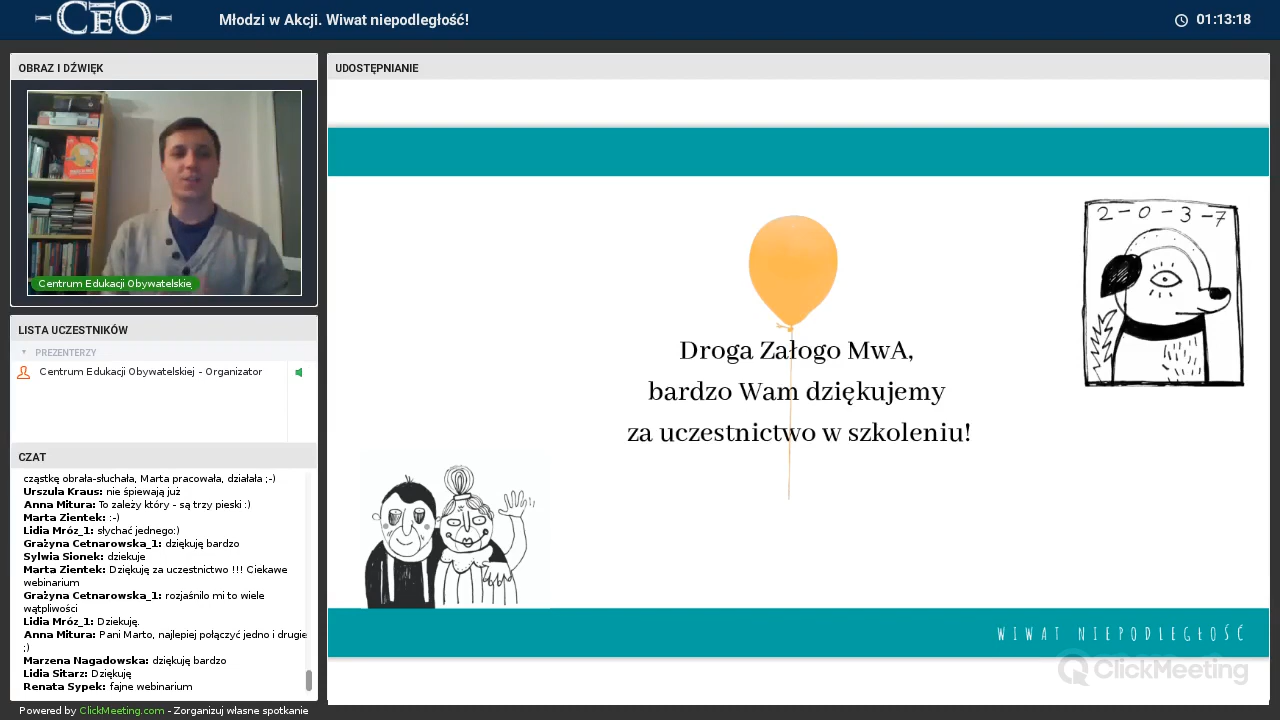 CEO
Młodzi w Akcji. Wiwat niepodległość!
01:13:18
OBRAZ I DŹWIĘK
Centrum Edukacji Obywatelskie
LISTA UCZESTNIKÓW
PREZENTERZY
Centrum Edukacji Obywatelskiej - Organizator
CZAT
cząstkę obrała-słuchała, Marta pracowała, działała ;-)
Urszula Kraus: nie śpiewają już
Anna Mitura: To zależy który - są trzy pieski :)
Marta Zientek: :-)
Lidia Mróz_1: słychać jednego:)
Grażyna Cetnarowska_1: dziękuję bardzo
Sylwia Sionek: dziekuje
Marta Zientek: Dziękuję za uczestnictwo !!! Ciekawe
webinarium
Grażyna Cetnarowska_1: rozjaśnilo mi to wiele
wątpliwości
Lidia Mróz_1: Dziekuję.
Anna Mitura: Pani Marto, najlepiej połączyć jedno i drugie
;)
Marzena Nagadowska: dziękuję bardzo
Lidia Sitarz: Dziękuję
Renata Sypek: fajne webinarium
Powered by ClickMeeting.com - Zorganizuj własne spotkanie
UDOSTĘPNIANIE
2-0-3-7
Droga Załogo MwA,
bardzo Wam dziękujemy
za uczestnictwo w szkoleniu!
WIWAT NIEPODLEGŁOŚĆ
ClickMeeting